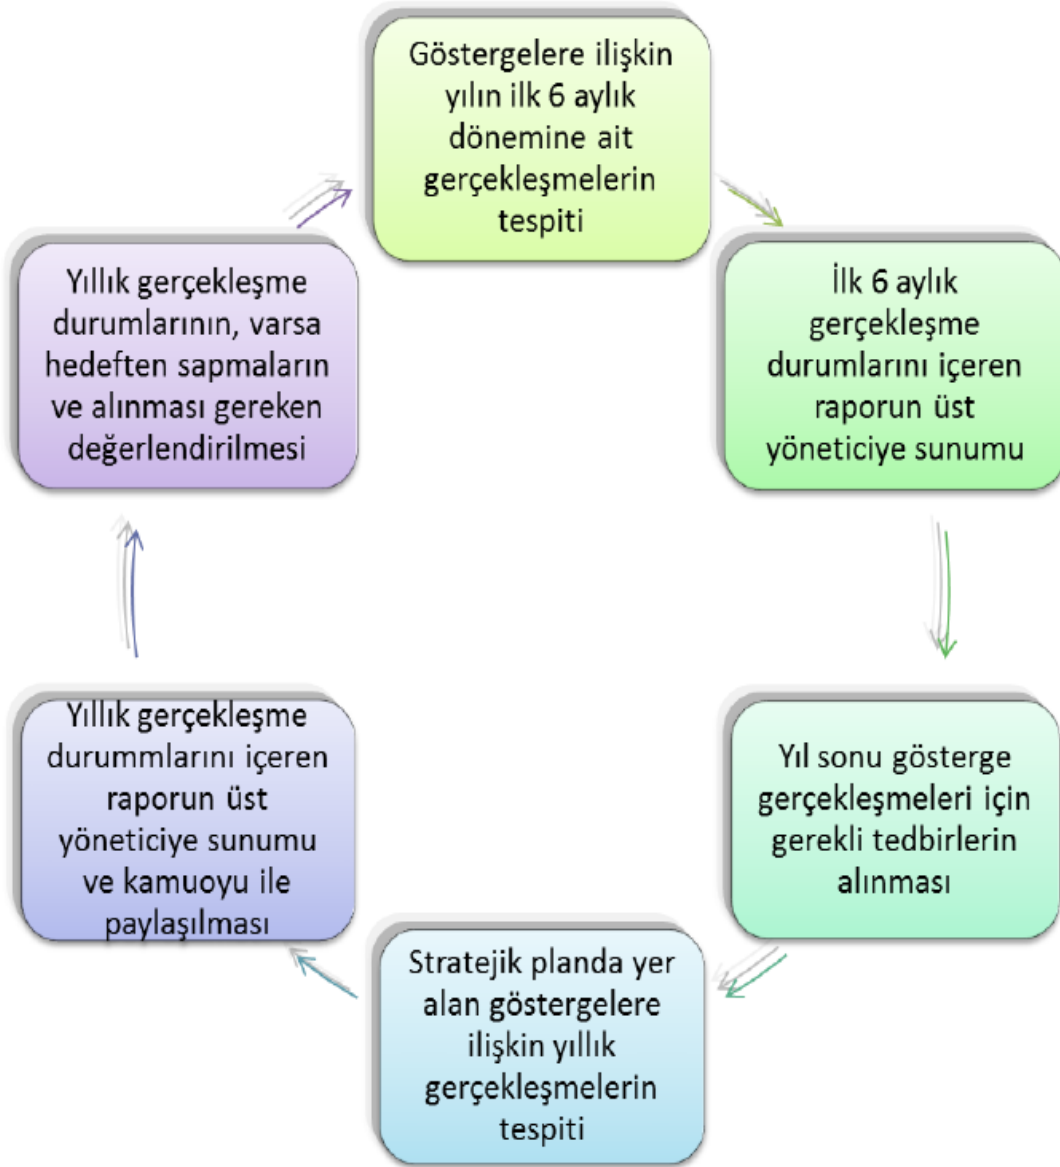 Göstergelere ilişkin
yılın ilk 6 aylık
dönemine ait
gerçekleşmelerin
tespiti
İlk 6 aylık
gerçekleşme
durumlarını içeren
raporun üst
yöneticiye sunumu
Yıl sonu gösterge
gerçekleşmeleri için
gerekli tedbirlerin
alınması
Stratejik planda yer
alan göstergelere
ilişkin yıllık
gerçekleşmelerin
tespiti
Yıllık gerçekleşme
durummlarını içeren
raporun üst
yöneticiye sunumu
ve kamuoyu ile
paylaşılması
Yıllık gerçekleşme
durumlarının, varsa
hedeften sapmaların
ve alınması gereken
değerlendirilmesi